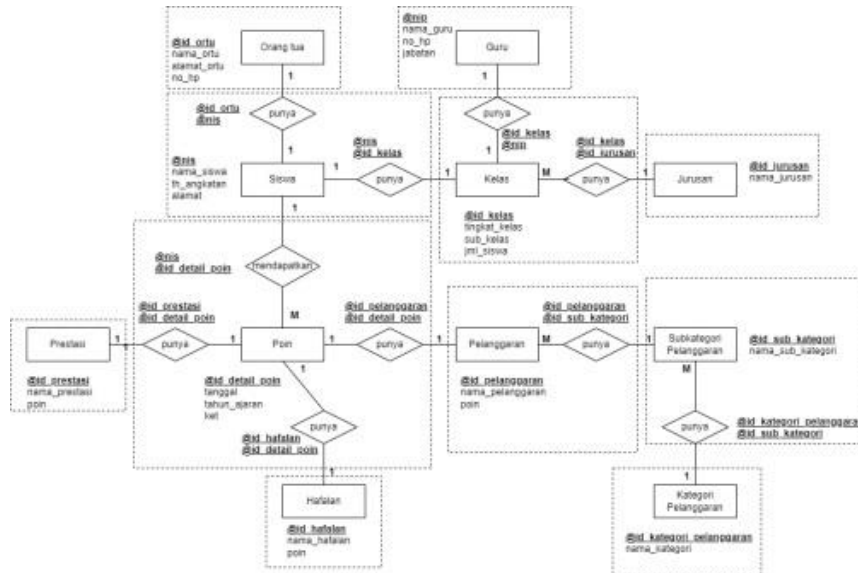 @id_ortu
nama_ortu
alamat_ortu
no_hp
Orang tua
1
@nip
nama_guru
no_hp
jabatan
Guru
1
@id_ortu
@nis
punya
1
punya
@id_kelas
@nip
1
@nis
nama_siswa
th_angkatan
alamat
Siswa
1
@nis
@id_kelas
punya
1
Kelas
M
@id_kelas
@id_jurusan
punya
1
Jurusan
@id_jurusan
nama_jurusan
@id_kelas
tingkat_kelas
sub_kelas
jml_siswa
1
@nis
@id_detail_poin
mendapatkan
M
Prestasi
1
@id_prestasi
@id_detail_poin
punya
1
Poin
1
@id_pelanggaran
@id_detail_poin
punya
1
Pelanggaran
M
@id_pelanggaran
@id_sub_kategori
punya
1
Subkategori
Pelanggaran
@id_sub_kategori
nama_sub_kategori
@id_prestasi
nama_prestasi
poin
@id_detail_poin
tanggal
tahun_ajaran
ket
1
@id_pelanggaran
nama_pelanggaran
poin
M
@id_hafalan
@id_detail_poin
punya
1
punya
@id_kategori_pelanggaran
@id_sub_kategori
1
Hafalan
@id_hafalan
nama_hafalan
poin
Kategori
Pelanggaran
@id_kategori_pelanggaran
nama_kategori